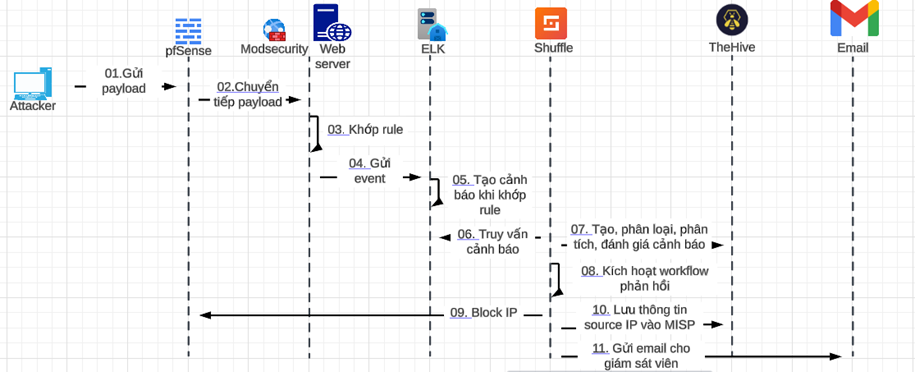 pfSense
Modsecurity
Web
server
ELK
Shuffle
TheHive
Email
Attacker
01.Gửi
payload
02.Chuyển
tiếp payload
03. Khớp rule
04. Gửi
event
05. Tạo cảnh
báo khi khớp
rule
06. Truy vấn
cảnh báo
07. Tạo, phân loại, phân
tích, đánh giá cảnh báo
08. Kích hoạt workflow
phản hồi
09. Block IP
10. Lưu thông tin
source IP vào MISP
11. Gửi email cho
giám sát viên